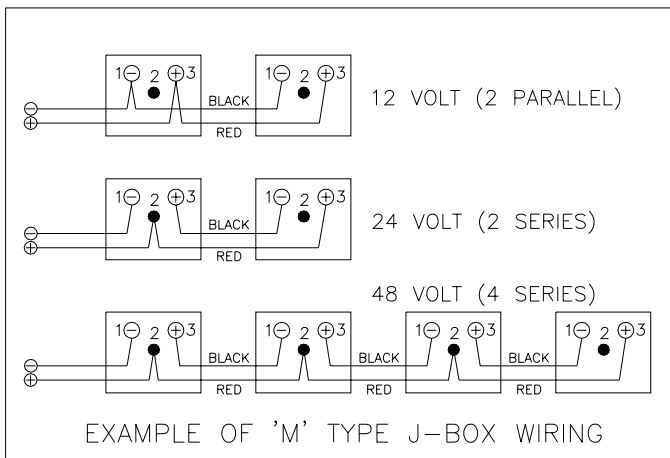 1⊖ 2 ⊕3 1⊖ 2 ⊕3
12 VOLT (2 PARALLEL)
⊖ BLACK
⊕ RED
1⊖ 2 ⊕3 1⊖ 2 ⊕3
24 VOLT (2 SERIES)
⊖ BLACK
⊕ RED
48 VOLT (4 SERIES)
1⊖ 2 ⊕3 1⊖ 2 ⊕3 1⊖ 2 ⊕3 1⊖ 2 ⊕3
⊖ BLACK BLACK BLACK
⊕ RED RED RED
EXAMPLE OF 'M' TYPE J-BOX WIRING